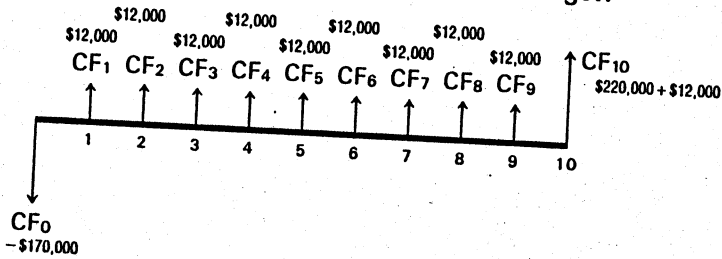 $12,000 $12,000 $12,000 $12,000
$12,000 $12,000 $12,000 $12,000 $12,000
CF1 CF2 CF3 CF4 CF5 CF6 CF7 CF8 CF9 CF10
$220,000 + $12,000
1 2 3 4 5 6 7 8 9 10
CF0
−$170,000